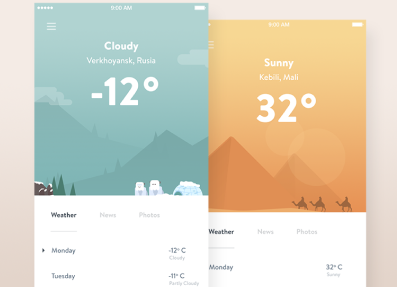 9:00 AM
Cloudy
Verkhoyansk, Rusia
-12°
Weather News Photos
Monday -12° C
Cloudy
Tuesday -11° C
Partly Cloudy
9:00 AM
Sunny
Kebili, Mali
32°
Weather News Photos
Monday 32° C
Sunny